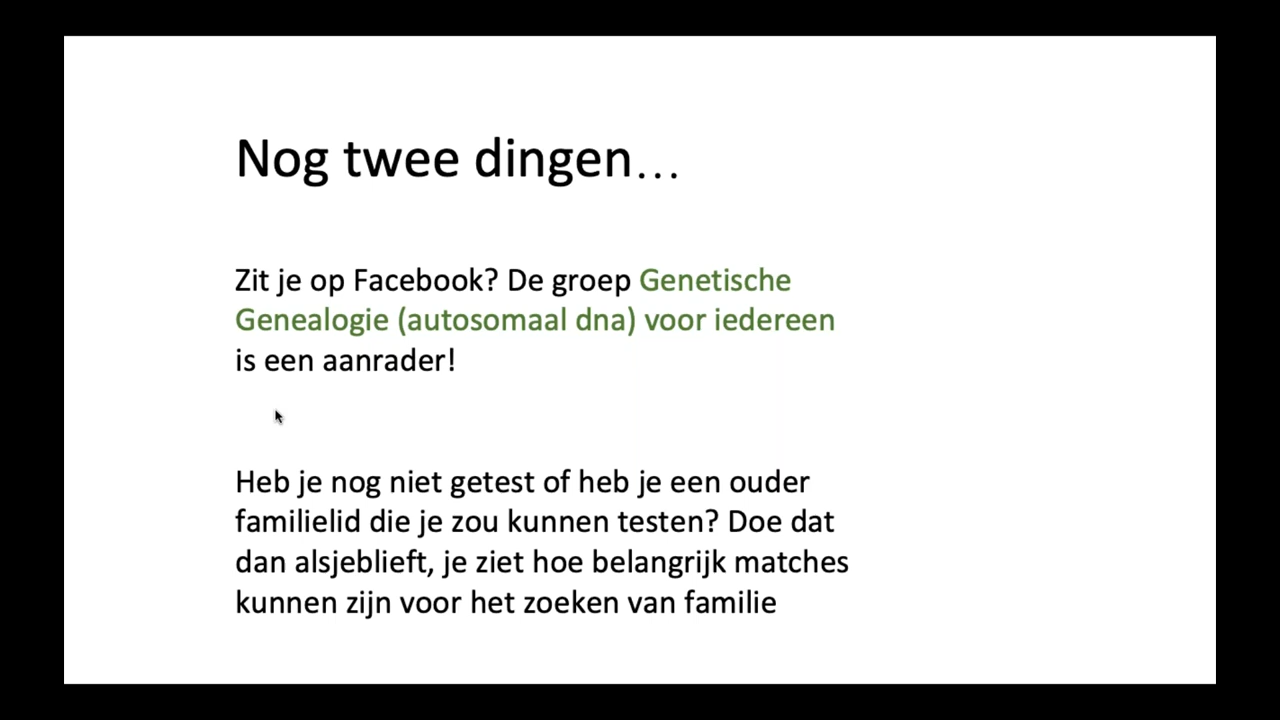 Nog twee dingen...
Zit je op Facebook? De groep Genetische
Genealogie (autosomaal dna) voor iedereen
is een aanrader!
Heb je nog niet getest of heb je een ouder
familielid die je zou kunnen testen? Doe dat
dan alsjeblieft, je ziet hoe belangrijk matches
kunnen zijn voor het zoeken van familie